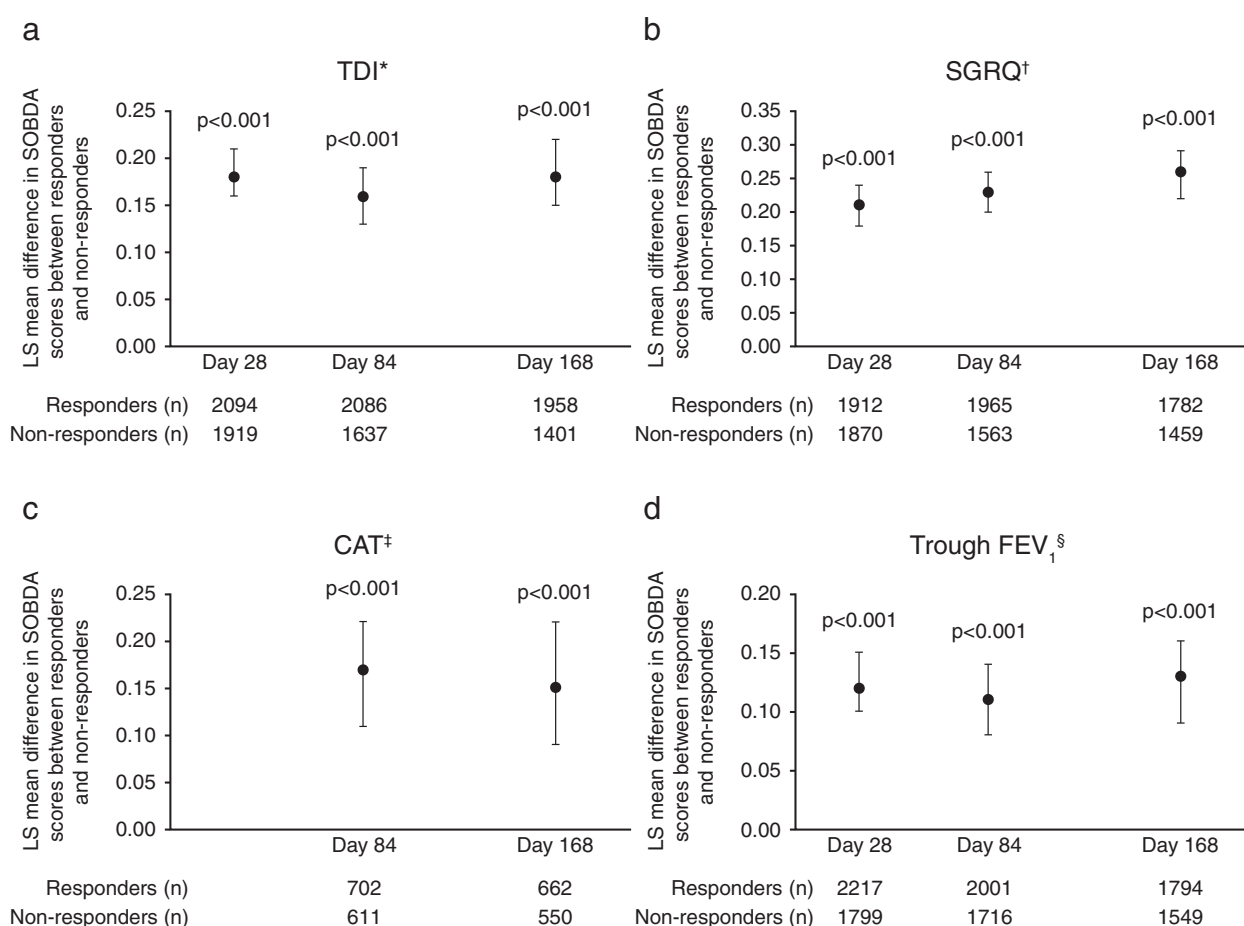 a
TDI*
LS mean difference in SOBDA
scores between responders
and non-responders
0.25
0.20
0.15
0.10
0.05
0.00
p<0.001
p<0.001
p<0.001
Day 28 Day 84 Day 168
Responders (n) 2094 2086 1958
Non-responders (n) 1919 1637 1401
b
SGRQ†
LS mean difference in SOBDA
scores between responders
and non-responders
0.35
0.30
0.25
0.20
0.15
0.10
0.05
0.00
p<0.001
p<0.001
p<0.001
Day 28 Day 84 Day 168
Responders (n) 1912 1965 1782
Non-responders (n) 1870 1563 1459
c
CAT‡
LS mean difference in SOBDA
scores between responders
and non-responders
0.25
0.20
0.15
0.10
0.05
0.00
p<0.001
p<0.001
Day 84 Day 168
Responders (n) 702 662
Non-responders (n) 611 550
d
Trough FEV₁§
LS mean difference in SOBDA
scores between responders
and non-responders
0.20
0.15
0.10
0.05
0.00
p<0.001
p<0.001
p<0.001
Day 28 Day 84 Day 168
Responders (n) 2217 2001 1794
Non-responders (n) 1799 1716 1549